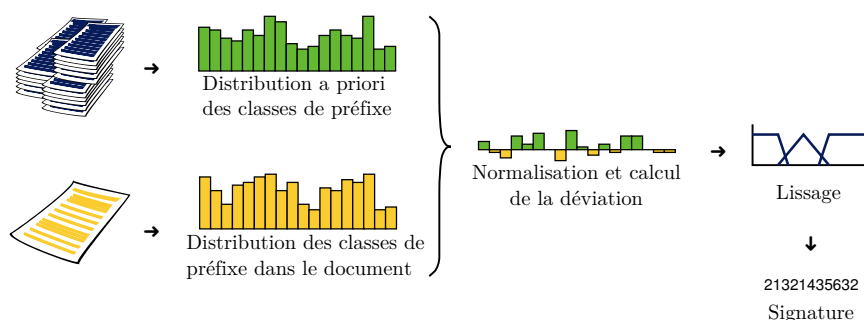 Distribution a priori
des classes de préfixe
Distribution des classes de
préfixe dans le document
Normalisation et calcul
de la déviation
Lissage
21321435632
Signature